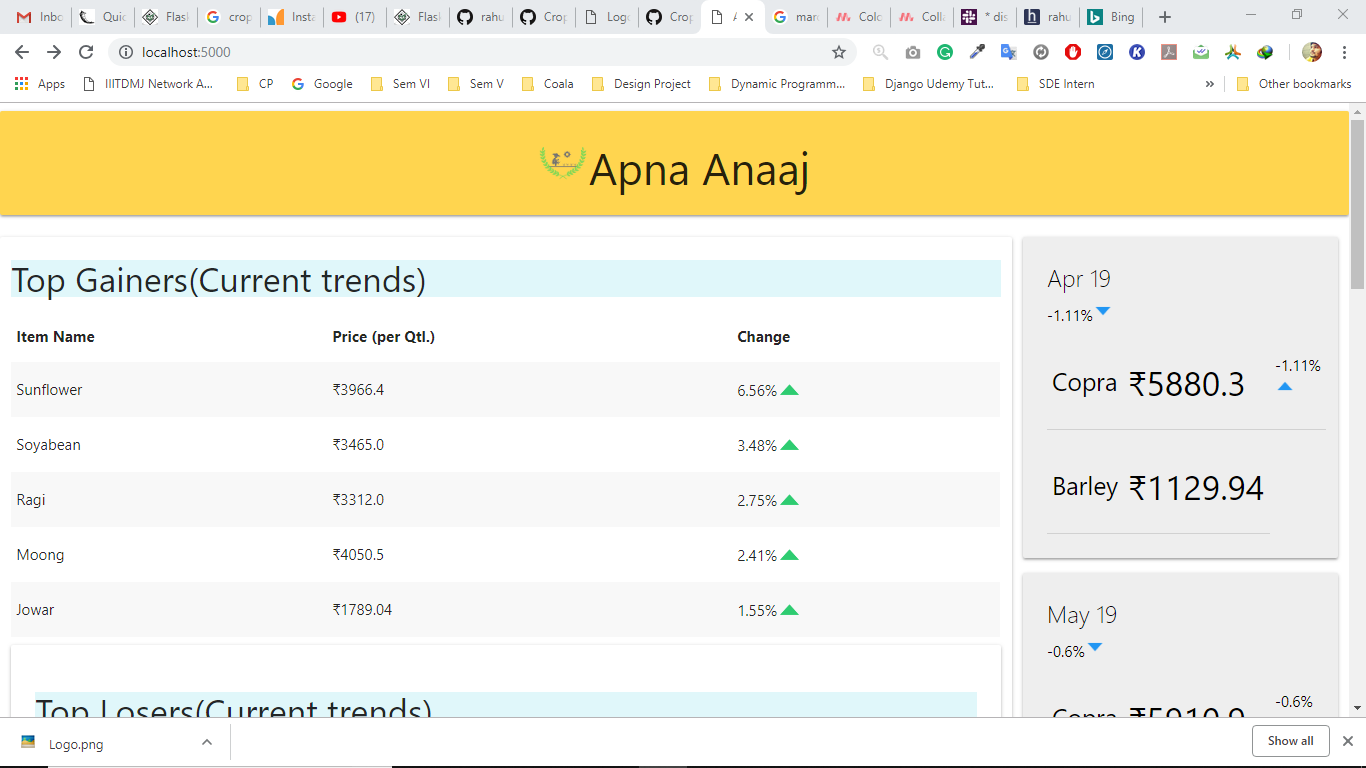 Inbo
Quic
Flask
crop
Insta
(17)
Flask
rahu
Crop
Logo
Crop
mar
Colo
Colla
* dis
rahu
Bing
localhost:5000
Apps
IIITDMJ Network A...
CP
Google
Sem VI
Sem V
Coala
Design Project
Dynamic Programm...
Django Udemy Tut...
SDE Intern
»
Other bookmarks
Apna Anaaj
Top Gainers(Current trends)
Item Name Price (per Qtl.) Change
Sunflower ₹3966.4 6.56%
Soyabean ₹3465.0 3.48%
Ragi ₹3312.0 2.75%
Moong ₹4050.5 2.41%
Jowar ₹1789.04 1.55%
Top Losers(Current trends)
Apr 19
-1.11%
Copra ₹5880.3 -1.11%
Barley ₹1129.94
May 19
-0.6%
Copra ₹5910.9 -0.6%
Logo.png
Show all